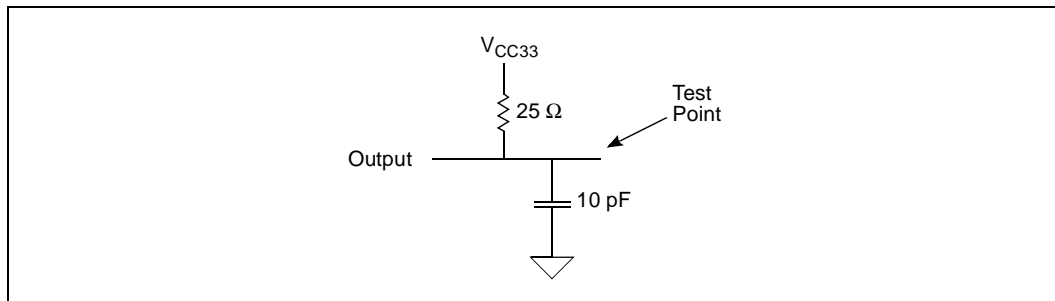 VCC33
25 Ω
Test
Point
Output
10 pF